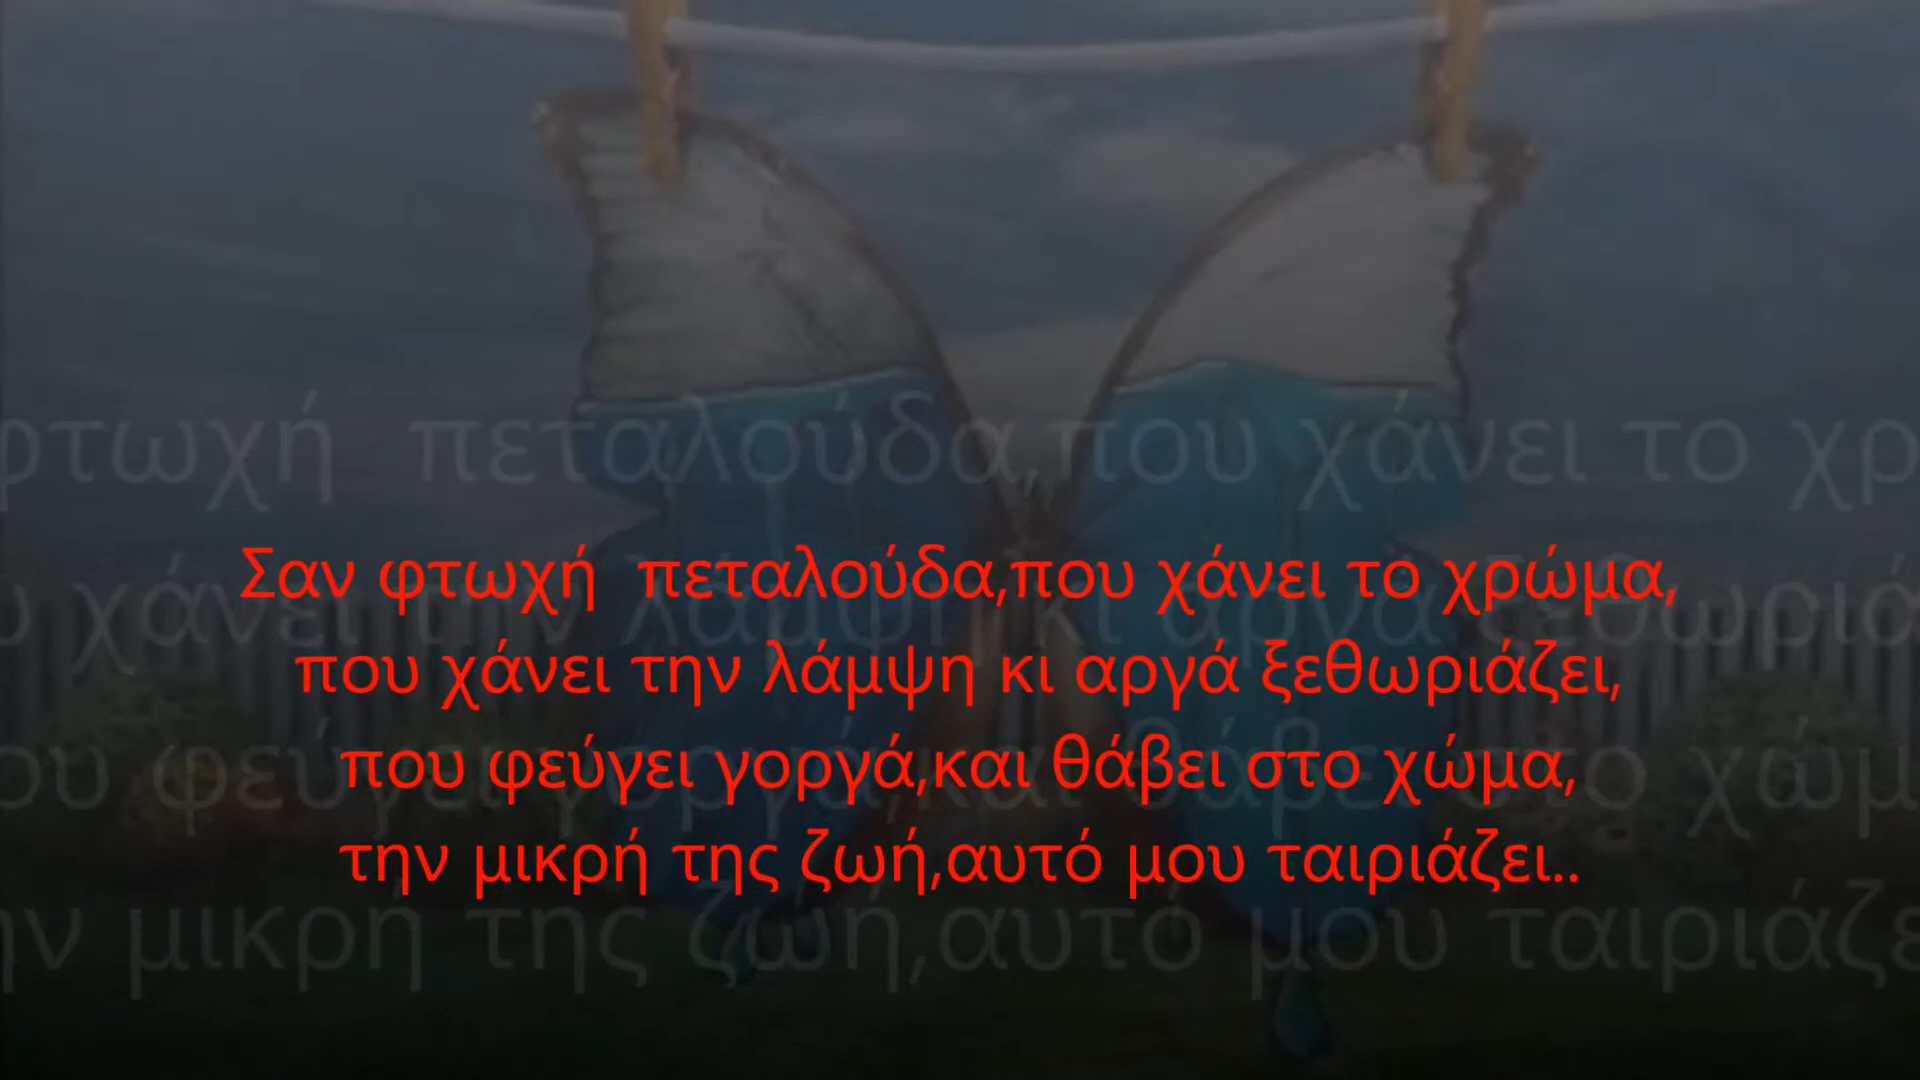 Σαν φτωχή  πεταλούδα,που χάνει το χρώμα,
που χάνει την λάμψη κι αργά ξεθωριάζει,
που φεύγει γοργά,και θάβει στο χώμα,
την μικρή της ζωή,αυτό μου ταιριάζει..